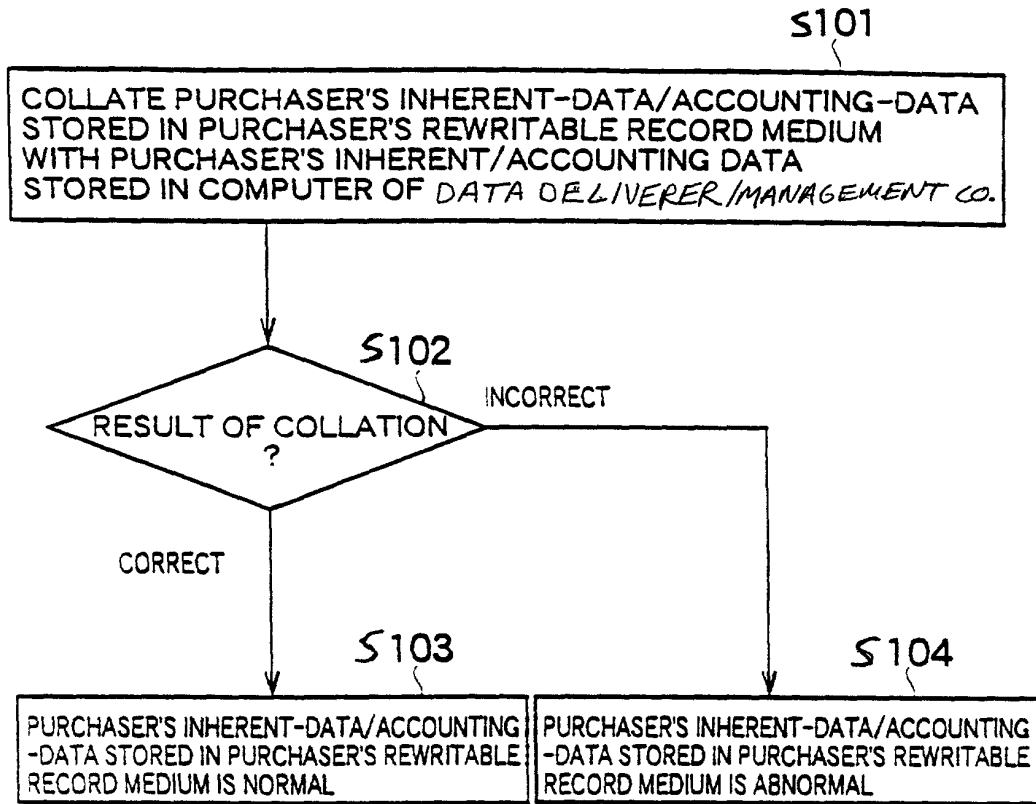 S101
COLLATE PURCHASER'S INHERENT-DATA/ACCOUNTING-DATA
STORED IN PURCHASER'S REWRITABLE RECORD MEDIUM
WITH PURCHASER'S INHERENT/ACCOUNTING DATA
STORED IN COMPUTER OF DATA DELIVERER/MANAGEMENT CO.
S102
INCORRECT
RESULT OF COLLATION
?
CORRECT
S103
PURCHASER'S INHERENT-DATA/ACCOUNTING
-DATA STORED IN PURCHASER'S REWRITABLE
RECORD MEDIUM IS NORMAL
S104
PURCHASER'S INHERENT-DATA/ACCOUNTING
-DATA STORED IN PURCHASER'S REWRITABLE
RECORD MEDIUM IS ABNORMAL